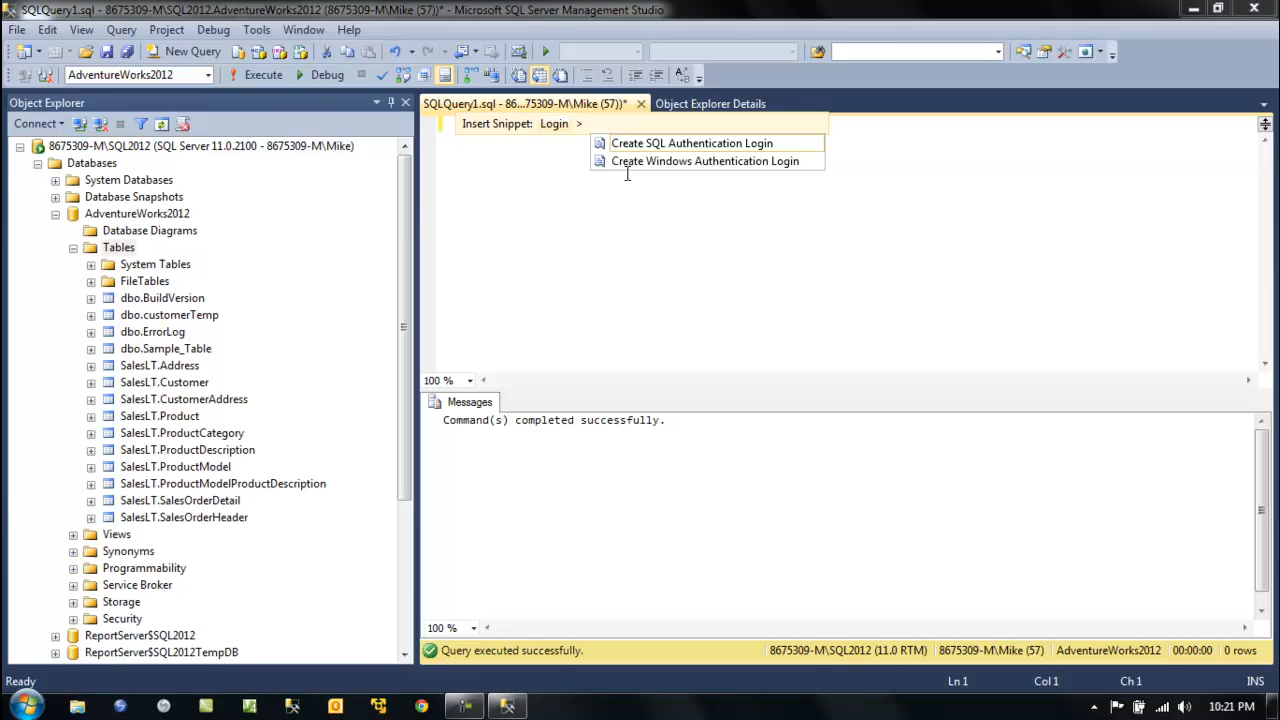 SQLQuery1.sql - 8675309-M\SQL2012.AdventureWorks2012 (8675309-M\Mike (57))* - Microsoft SQL Server Management Studio
File Edit View Query Project Debug Tools Window Help
New Query
AdventureWorks2012 Execute Debug
Object Explorer
SQLQuery1.sql - 86...75309-M\Mike (57))* Object Explorer Details
Connect
Insert Snippet: Login >
Create SQL Authentication Login
Create Windows Authentication Login
8675309-M\SQL2012 (SQL Server 11.0.2100 - 8675309-M\Mike)
Databases
System Databases
Database Snapshots
AdventureWorks2012
Database Diagrams
Tables
System Tables
FileTables
dbo.BuildVersion
dbo.customerTemp
dbo.ErrorLog
dbo.Sample_Table
SalesLT.Address
SalesLT.Customer
SalesLT.CustomerAddress
SalesLT.Product
SalesLT.ProductCategory
SalesLT.ProductDescription
SalesLT.ProductModel
SalesLT.ProductModelProductDescription
SalesLT.SalesOrderDetail
SalesLT.SalesOrderHeader
Views
Synonyms
Programmability
Service Broker
Storage
Security
ReportServer$SQL2012
ReportServer$SQL2012TempDB
100 %
Messages
Command(s) completed successfully.
100 %
Query executed successfully. 8675309-M\SQL2012 (11.0 RTM) 8675309-M\Mike (57) AdventureWorks2012 00:00:00 0 rows
Ready Ln 1 Col 1 Ch 1 INS
10:21 PM